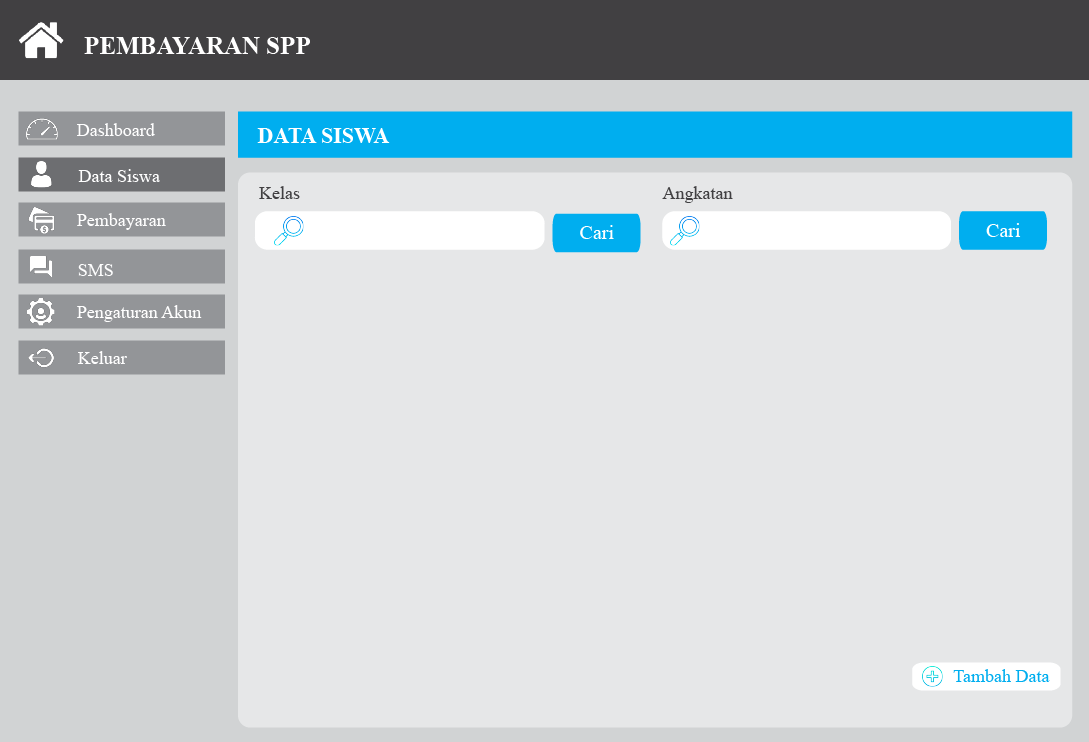 PEMBAYARAN SPP
Dashboard
Data Siswa
Pembayaran
SMS
Pengaturan Akun
Keluar
DATA SISWA
Kelas
Cari
Angkatan
Cari
Tambah Data